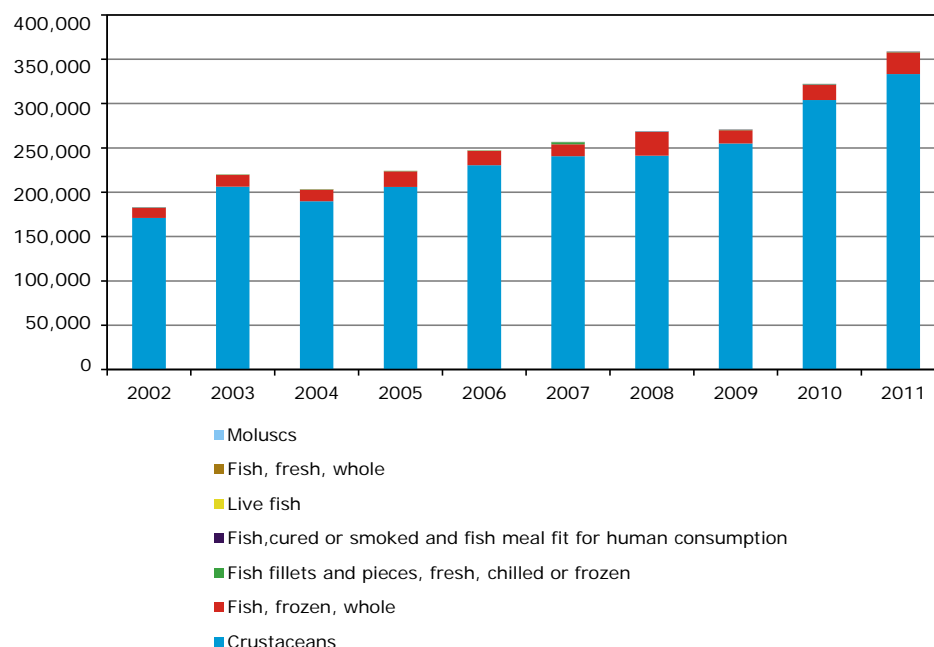 400,000
350,000
300,000
250,000
200,000
150,000
100,000
50,000
0
2002 2003 2004 2005 2006 2007 2008 2009 2010 2011
Moluscs
Fish, fresh, whole
Live fish
Fish,cured or smoked and fish meal fit for human consumption
Fish fillets and pieces, fresh, chilled or frozen
Fish, frozen, whole
Crustaceans